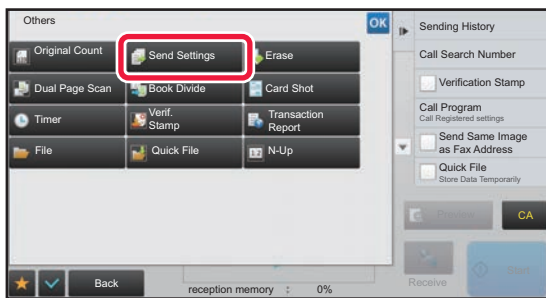 Others
OK
Original Count
Send Settings
Erase
Dual Page Scan
Book Divide
Card Shot
Timer
Verif.
Stamp
Transaction
Report
File
Quick File
N-Up
Back
reception memory : 0%
Sending History
Call Search Number
Verification Stamp
Call Program
Call Registered settings
Send Same Image
as Fax Address
Quick File
Store Data Temporarily
Preview
CA
Receive
Start